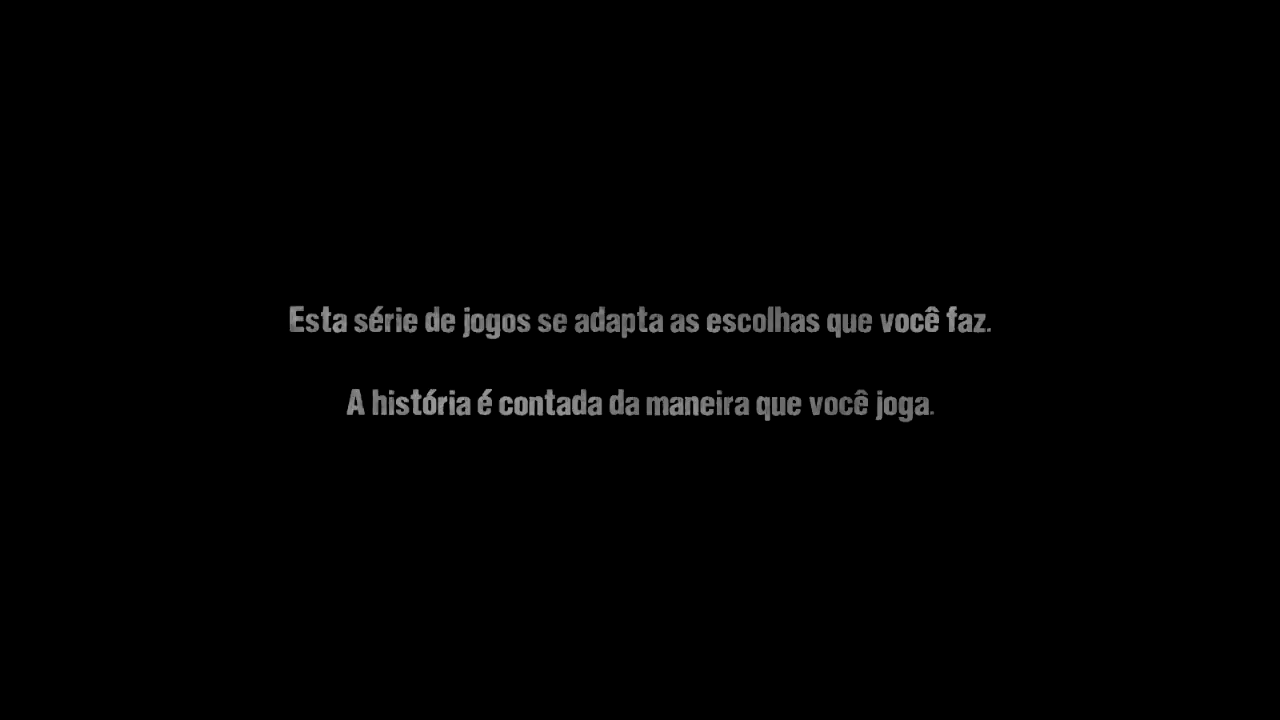 Esta série de jogos se adapta as escolhas que você faz.
A história é contada da maneira que você joga.